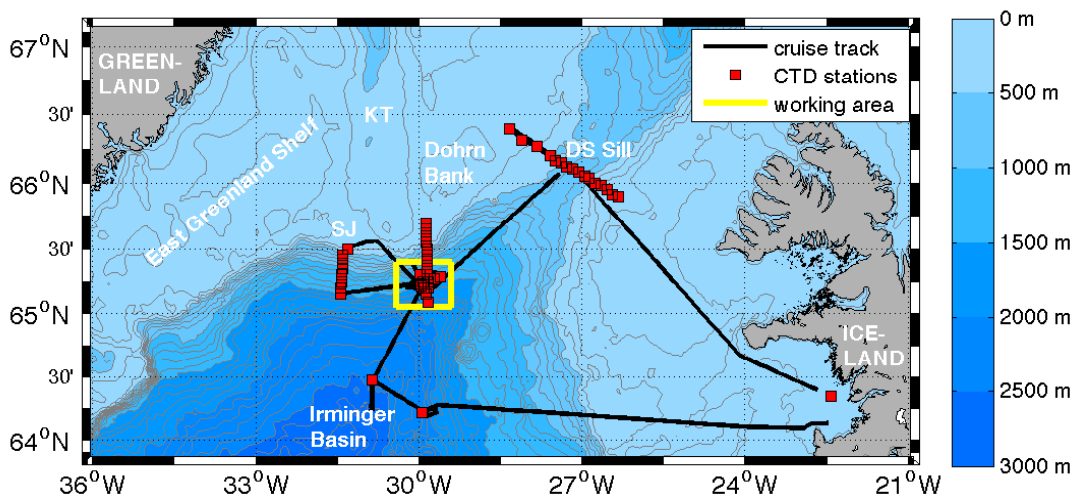 67°N
30'
66°N
30'
65°N
30'
64°N
36°W
33°W
30°W
27°W
24°W
21°W
GREEN-
LAND
KT
East Greenland Shelf
Dohrn
Bank
DS Sill
SJ
ICE-
LAND
Irminger
Basin
cruise track
CTD stations
working area
0 m
500 m
1000 m
1500 m
2000 m
2500 m
3000 m